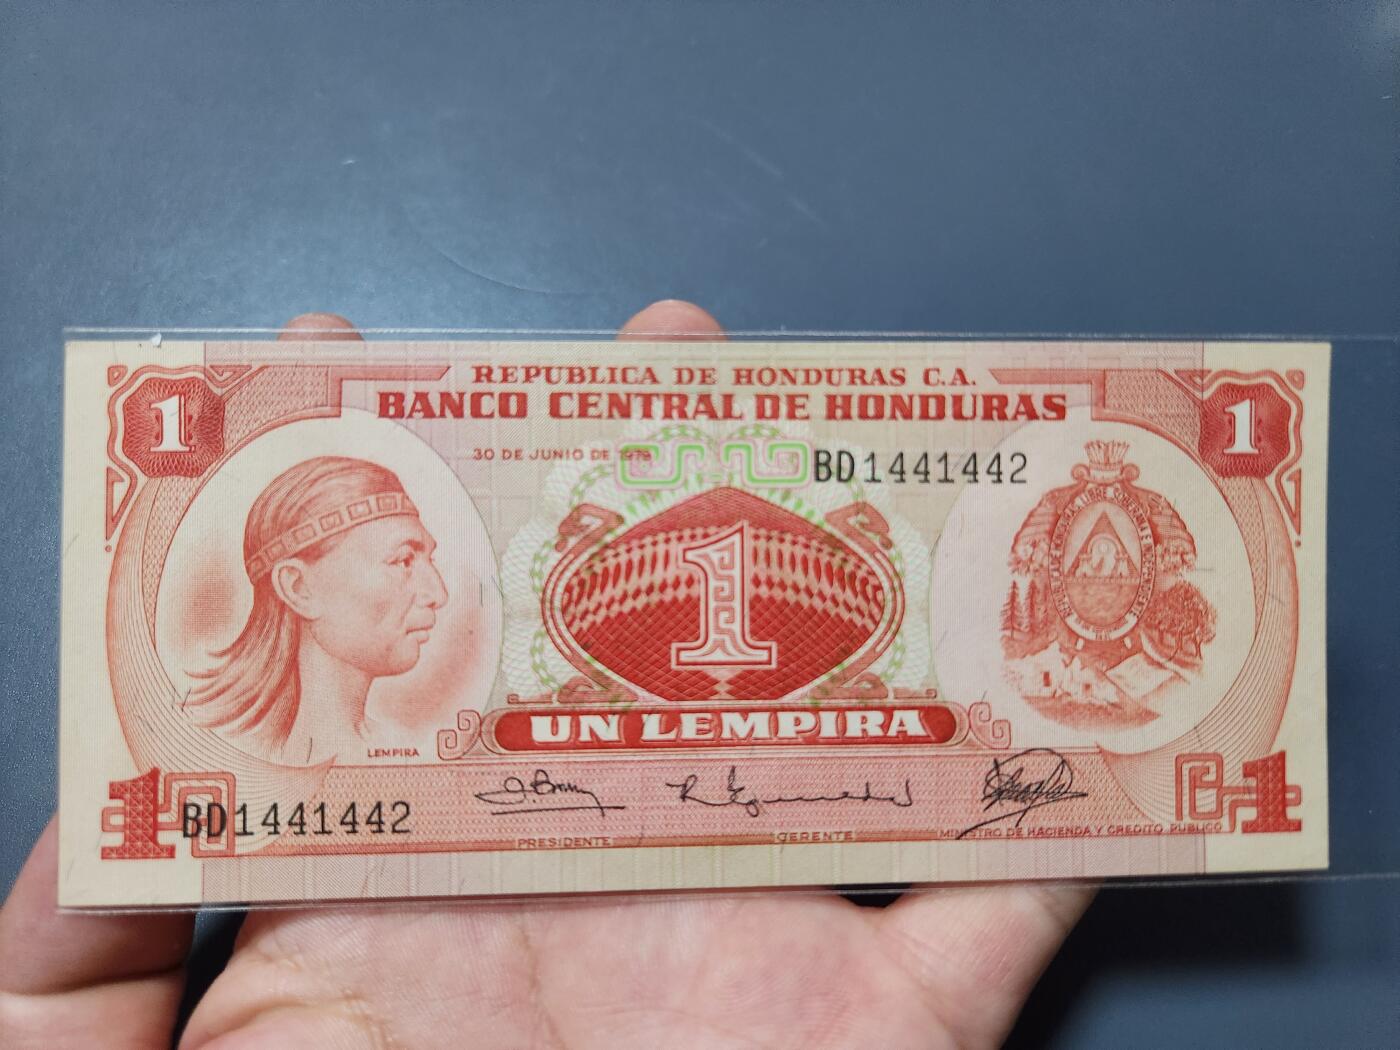 1
1
REPUBLICA DE HONDURAS C.A.
BANCO CENTRAL DE HONDURAS
30 DE JUNIO DE 1978
BD1441442
1
LEMPIRA
UN LEMPIRA
1
BD1441442
1
PRESIDENTE
GERENTE
MINISTRO DE HACIENDA Y CREDITO PUBLICO